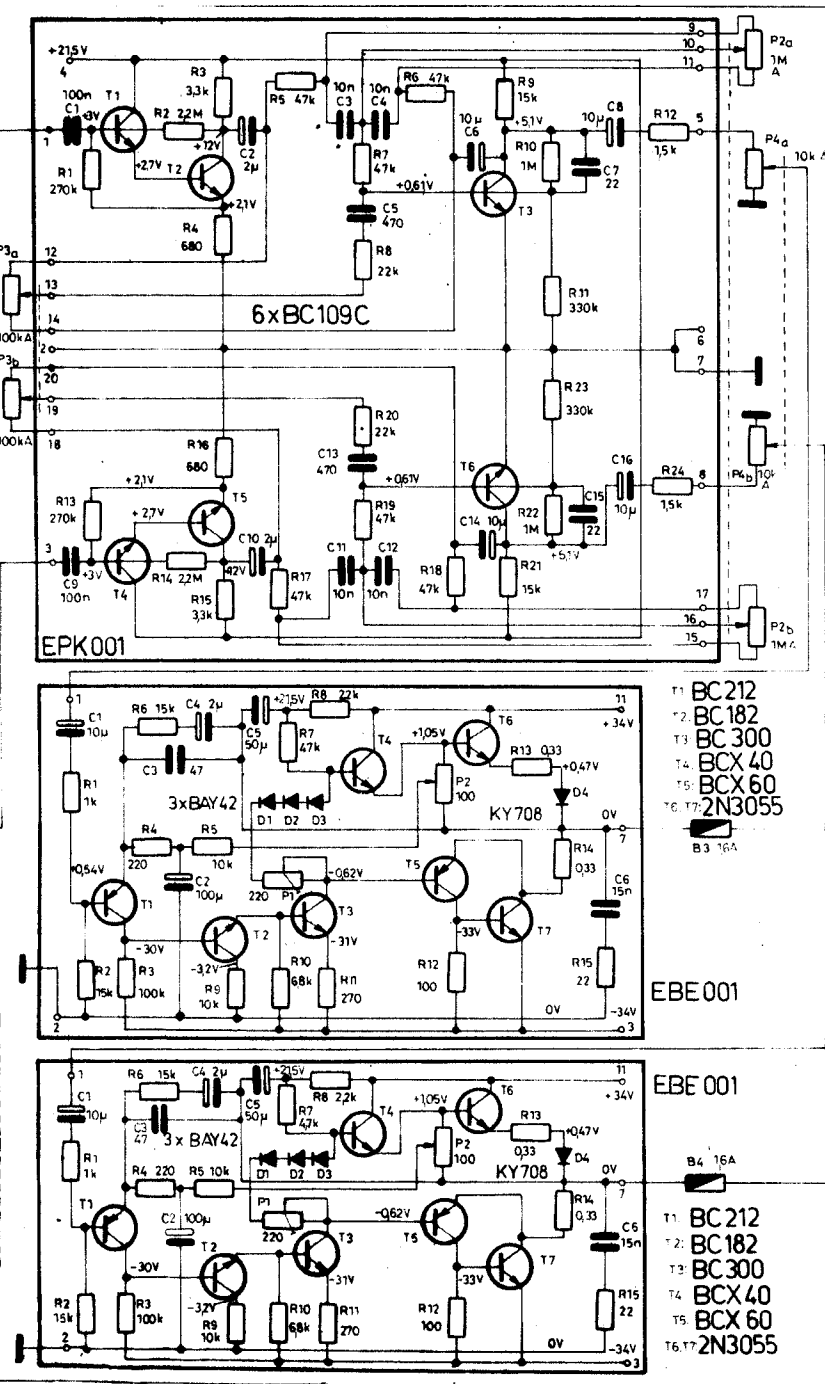 +21,5V
4
100n
C1
+3V
T1
1
R1
270k
R2 2,2M
R3
3,3k
+12V
T2
+2,7V
+2,1V
R4
680
C2
2µ
R5 47k
10n
C3
10n
C4
R6 47k
R7
47k
C5
470
R8
22k
+0,61V
10µ
C6
R9
15k
+5,1V
R10
1M
T3
C7
22
10µ
C8
R12
1,5k
9
10
11
P2a
1M
A
5
P4a
10k A
12
13
14
P3a
100kA
2
20
19
18
P3b
100kA
6xBC109C
R11
330k
6
7
R23
330k
R16
680
+2,1V
R13
270k
+2,7V
T5
3
+3V
C9
100n
T4
R14 2,2M
R15
3,3k
C10 2µ
R17
47k
R20
22k
C13
470
+0,61V
R19
47k
C11
10n
C12
10n
T6
C14 10µ
R18
47k
R22
1M
R21
15k
+5,1V
C15
22
C16
10µ
R24
1,5k
8
P4b
10k
A
17
16
15
P2b
1MA
EPK001
1
C1
10µ
R1
1k
R6 15k
C4 2µ
C3 47
C5
50µ
+21,5V
R8 22k
R7
47k
T4
+1,05V
T6
R13 0,33
+0,47V
D4
11
+34V
3xBAY42
D1 D2 D3
P2
100
KY708
0V
7
R14
0,33
R4
220
R5
10k
C2
100µ
+0,54V
T1
220 P1
-0,62V
T5
T3
C6
15n
-30V
T2
-31V
-33V
T7
R2
15k
R3
100k
-3,2V
R9
10k
R10
68k
R11
270
R12
100
R15
22
2
0V
-34V
3
EBE001
T1: BC212
T2: BC182
T3: BC300
T4: BCX40
T5: BCX60
T6: T7: 2N3055
B3 16A
1
C1
10µ
R1
1k
R6 15k
C4 2µ
C3
47
C5
50µ
+21,5V
R8 2,2k
R7
47k
T4
+1,05V
T6
R13
0,33
+0,47V
D4
11
+34V
EBE001
3x BAY42
D1 D2 D3
P2
100
KY708
0V
7
B4 16A
R4 220
R5 10k
C2
100µ
T1
P1
220
-0,62V
T3
T5
R14
0,33
C6
15n
-30V
T2
-31V
-33V
T7
R2
15k
R3
100k
-3,2V
R9
10k
R10
68k
R11
270
R12
100
R15
22
2
0V
-34V
3
T1: BC212
T2: BC182
T3: BC300
T4 BCX40
T5: BCX60
T6,T7: 2N3055